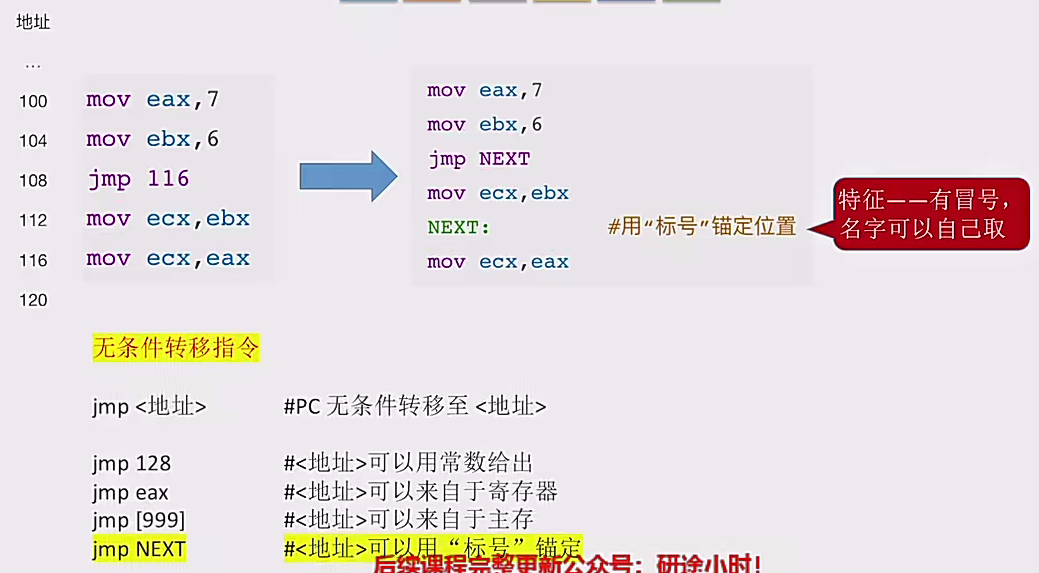 地址
...
100 mov eax,7
104 mov ebx,6
108 jmp 116
112 mov ecx,ebx
116 mov ecx,eax
120
mov eax,7
mov ebx,6
jmp NEXT
mov ecx,ebx
NEXT: #用“标号”锚定位置
mov ecx,eax
特征——有冒号，
名字可以自己取
无条件转移指令
jmp <地址> #PC 无条件转移至 <地址>
jmp 128 #<地址>可以用常数给出
jmp eax #<地址>可以来自于寄存器
jmp [999] #<地址>可以来自于主存
jmp NEXT #<地址>可以用“标号”锚定
后续课程完整更新公众号：研途小时！